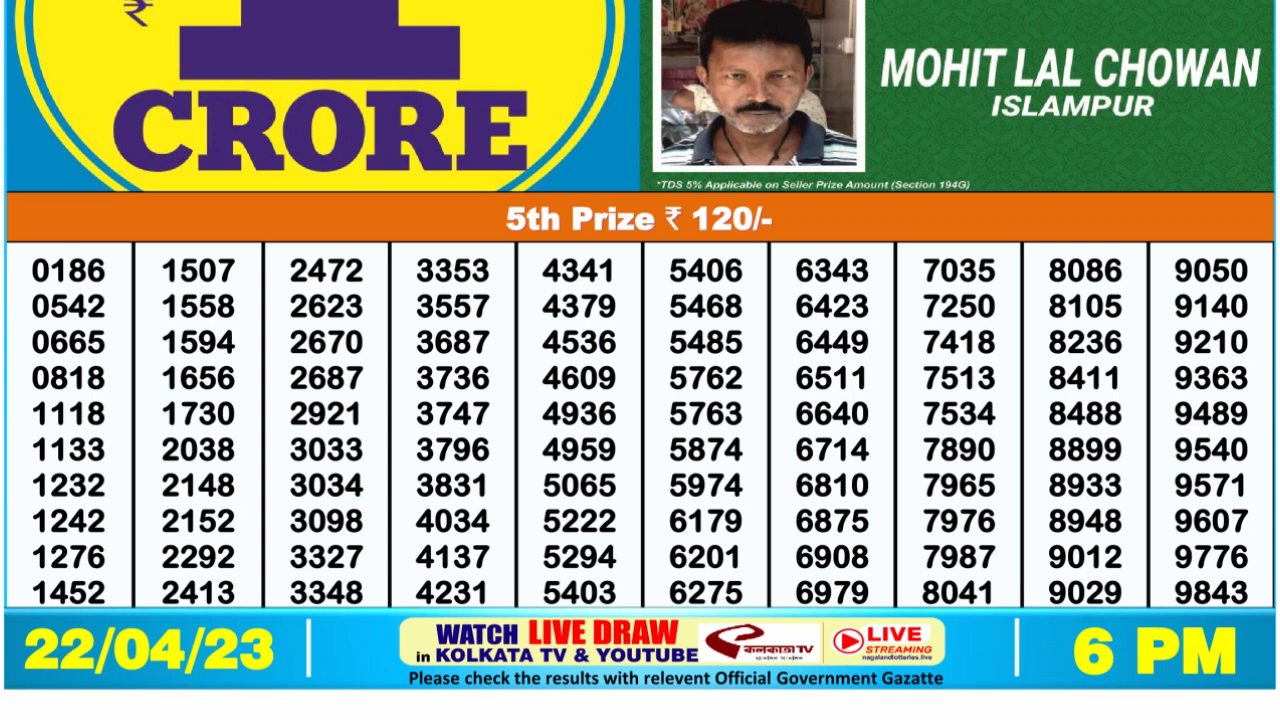 ₹
CRORE
MOHIT LAL CHOWAN
ISLAMPUR
*TDS 5% Applicable on Seller Prize Amount (Section 194G)
5th Prize ₹ 120/-
0186 1507 2472 3353 4341 5406 6343 7035 8086 9050
0542 1558 2623 3557 4379 5468 6423 7250 8105 9140
0665 1594 2670 3687 4536 5485 6449 7418 8236 9210
0818 1656 2687 3736 4609 5762 6511 7513 8411 9363
1118 1730 2921 3747 4936 5763 6640 7534 8488 9489
1133 2038 3033 3796 4959 5874 6714 7890 8899 9540
1232 2148 3034 3831 5065 5974 6810 7965 8933 9571
1242 2152 3098 4034 5222 6179 6875 7976 8948 9607
1276 2292 3327 4137 5294 6201 6908 7987 9012 9776
1452 2413 3348 4231 5403 6275 6979 8041 9029 9843
22/04/23
WATCH LIVE DRAW
in KOLKATA TV & YOUTUBE
কলকাতা TV
LIVE
STREAMING
nagalandlotteries.live
6 PM
Please check the results with relevent Official Government Gazatte